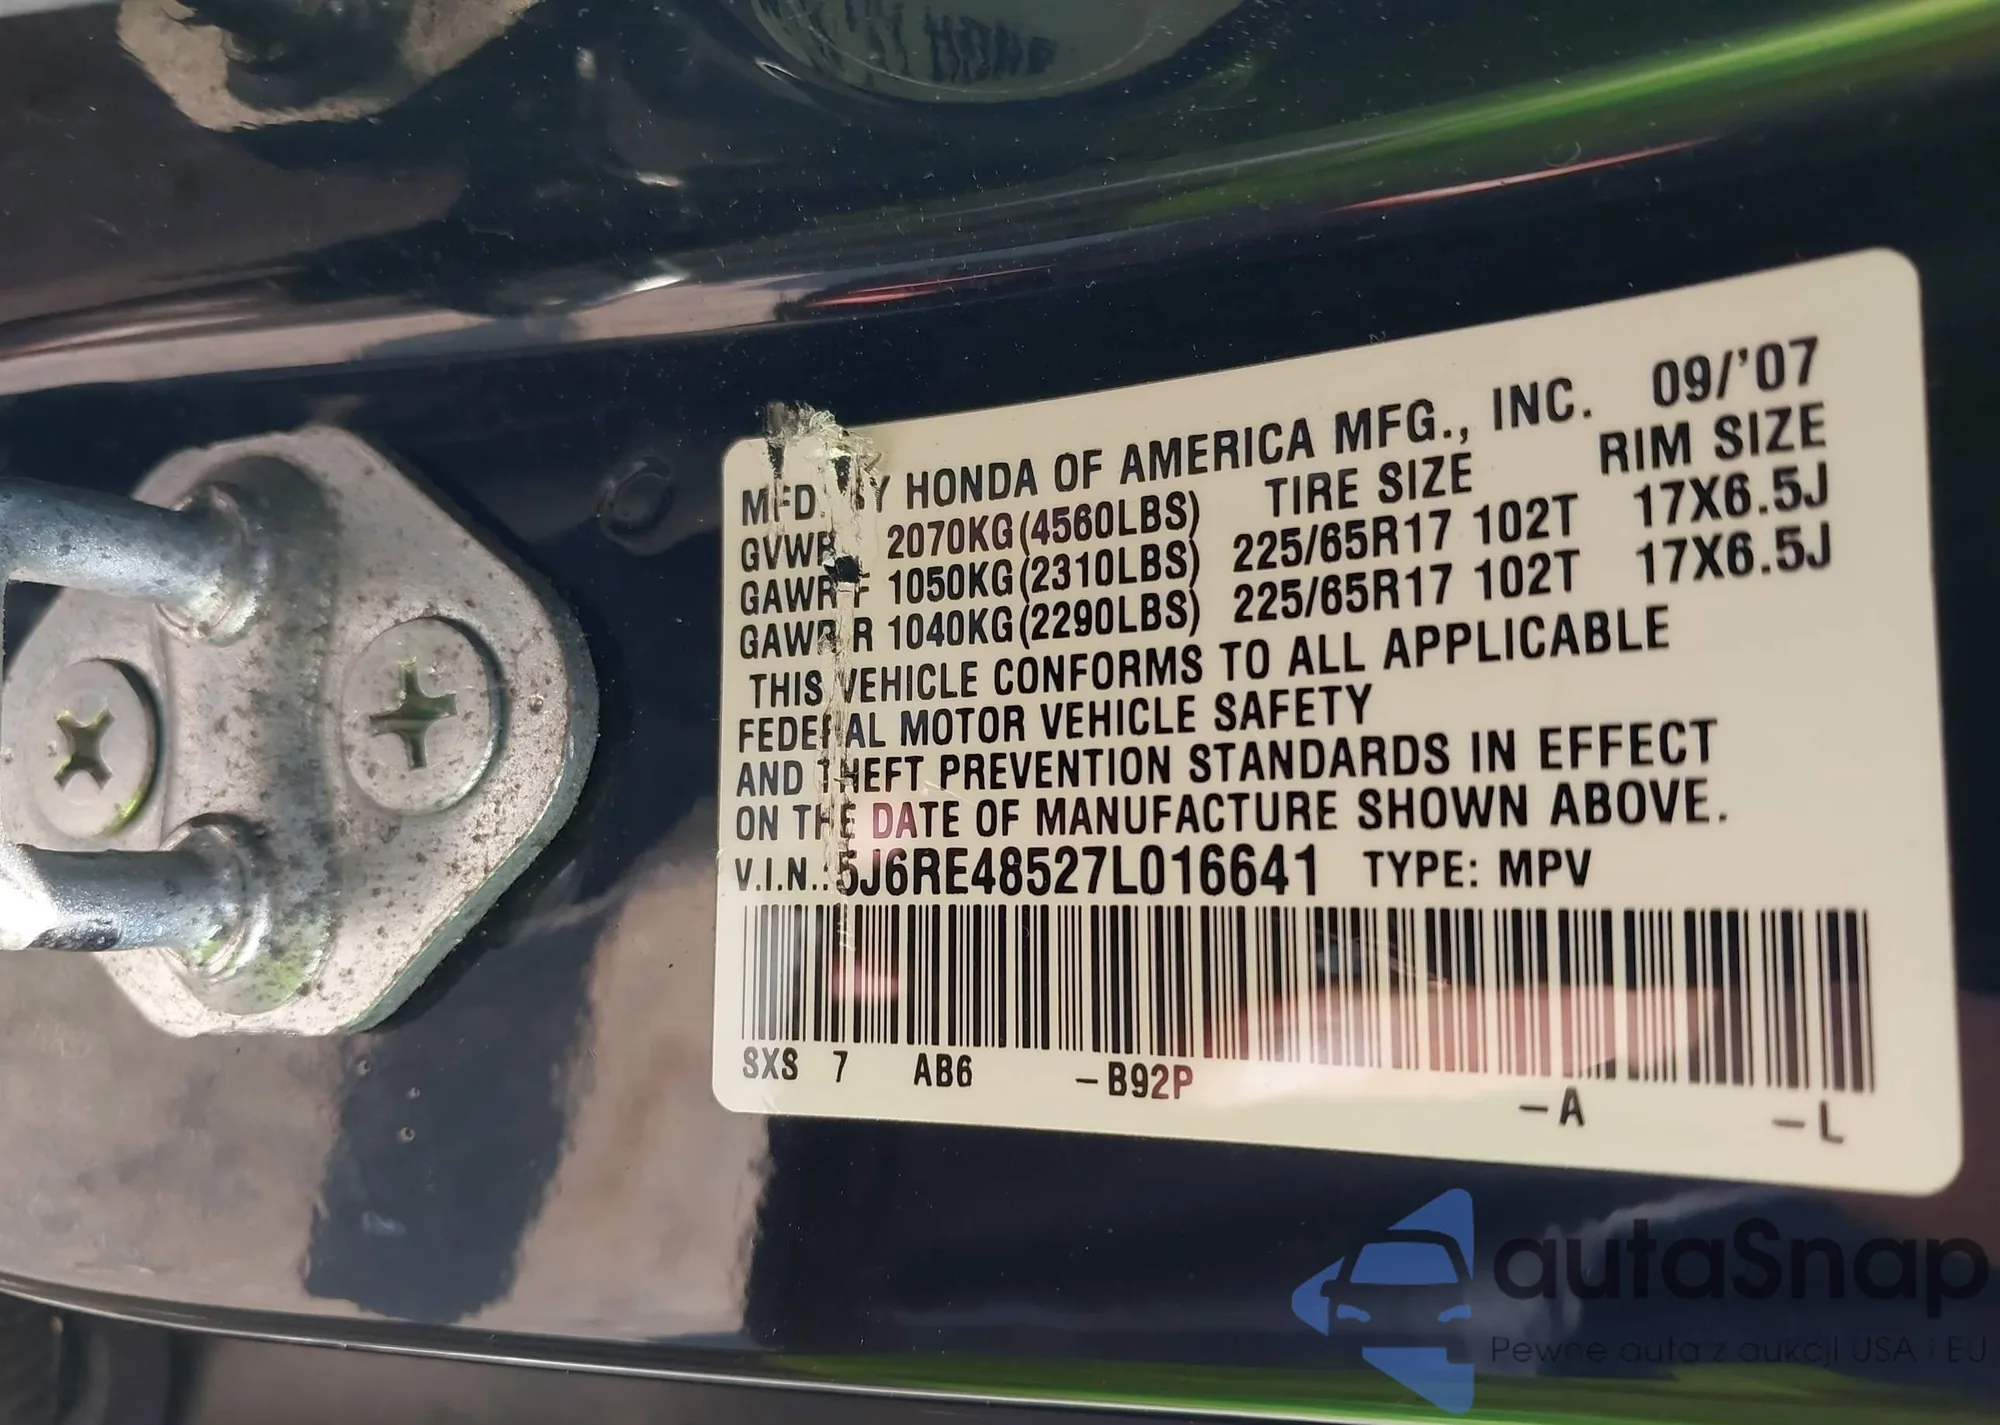 MFD. BY HONDA OF AMERICA MFG., INC. 09/'07
GVWR 2070KG(4560LBS) TIRE SIZE RIM SIZE
GAWR F 1050KG(2310LBS) 225/65R17 102T 17X6.5J
GAWR R 1040KG(2290LBS) 225/65R17 102T 17X6.5J
THIS VEHICLE CONFORMS TO ALL APPLICABLE
FEDERAL MOTOR VEHICLE SAFETY
AND THEFT PREVENTION STANDARDS IN EFFECT
ON THE DATE OF MANUFACTURE SHOWN ABOVE.
V.I.N.: 5J6RE48527L016641 TYPE: MPV
SXS 7 AB6 -B92P -A -L
autaSnap
Pewne auta z aukcji USA i EU